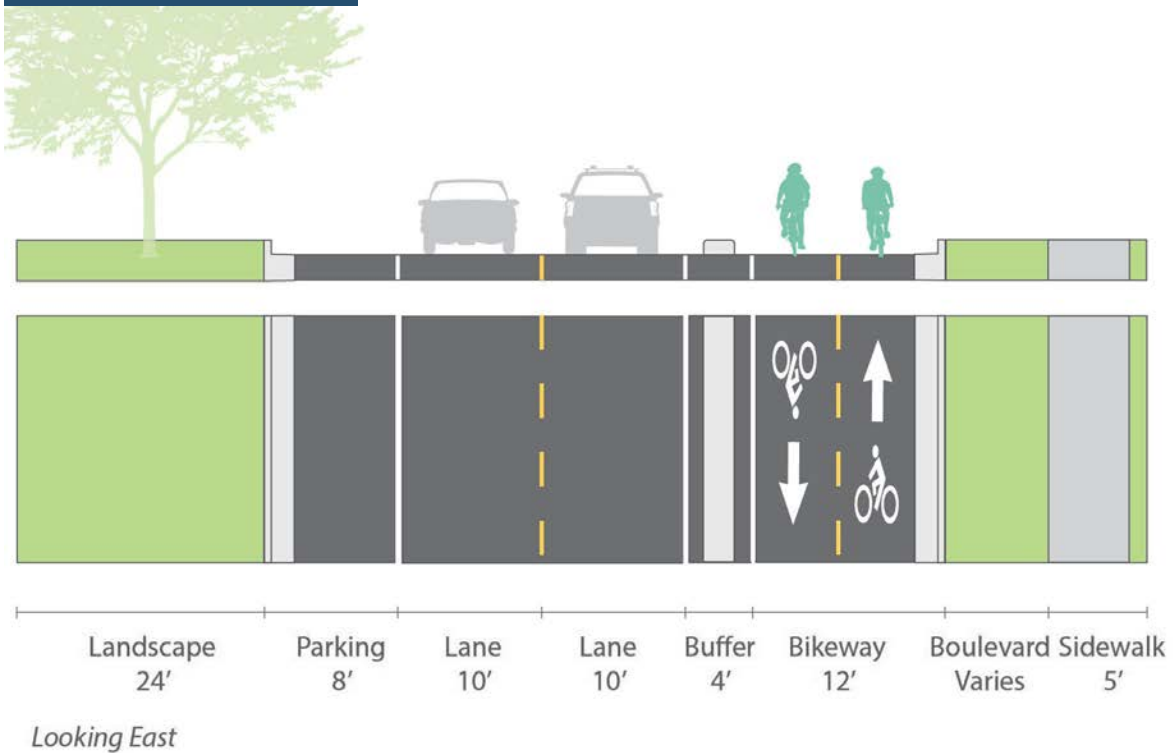 Landscape
24’
Parking
8’
Lane
10’
Lane
10’
Buffer
4’
Bikeway
12’
Boulevard
Varies
Sidewalk
5’
Looking East